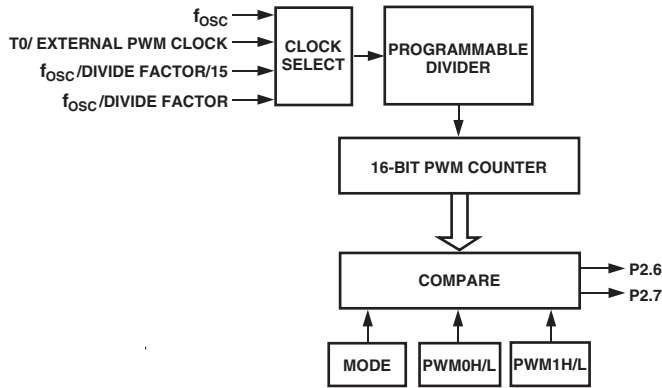 fOSC
T0/ EXTERNAL PWM CLOCK
fOSC/DIVIDE FACTOR/15
fOSC/DIVIDE FACTOR
CLOCK
SELECT
PROGRAMMABLE
DIVIDER
16-BIT PWM COUNTER
COMPARE
P2.6
P2.7
MODE
PWM0H/L
PWM1H/L